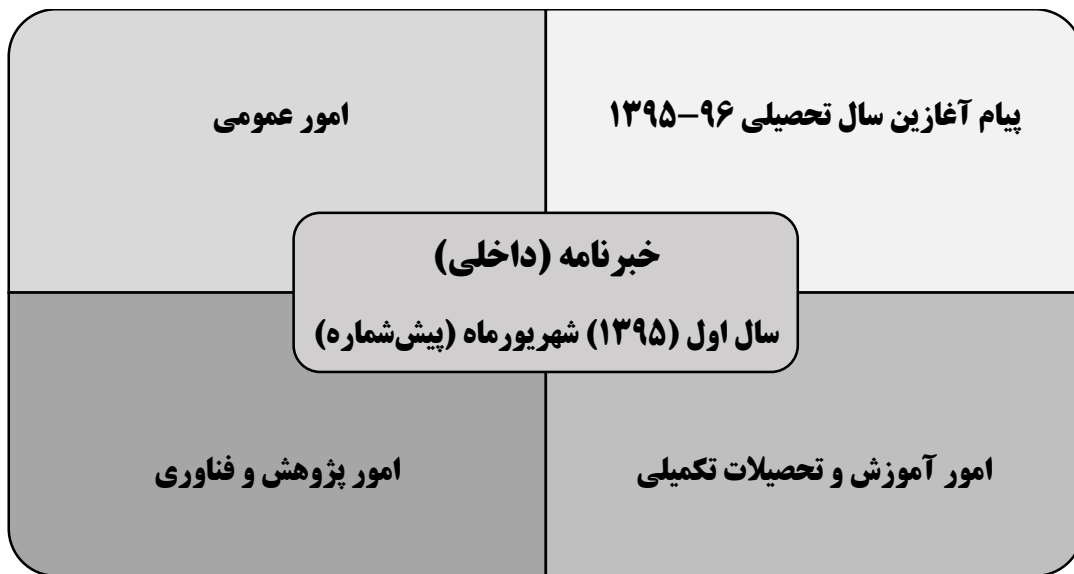 پیام آغازین سال تحصیلی ۹۶-۱۳۹۵
امور عمومی
خبرنامه (داخلی)
سال اول (۱۳۹۵) شهریورماه (پیش‌شماره)
امور آموزش و تحصیلات تکمیلی
امور پژوهش و فناوری